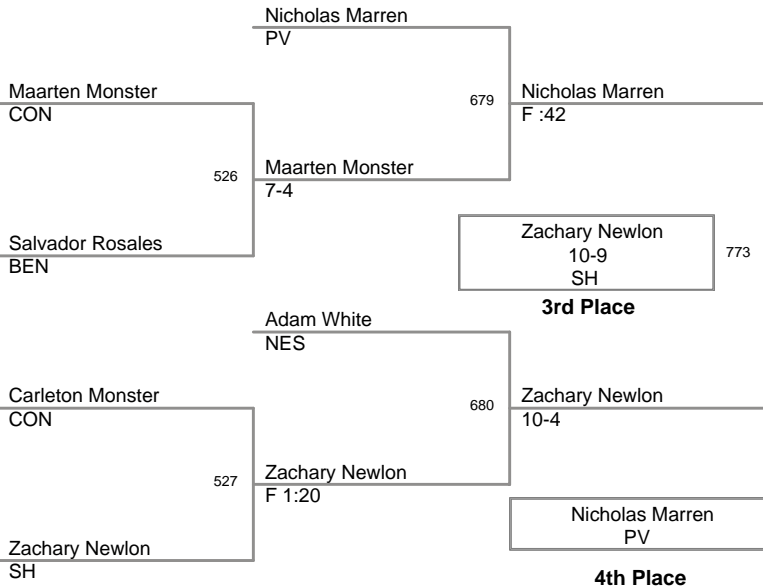 Nicholas Marren
PV
Maarten Monster
CON
679
Nicholas Marren
F :42
526
Maarten Monster
7-4
Salvador Rosales
BEN
Zachary Newlon
10-9
SH
773
3rd Place
Adam White
NES
Carleton Monster
CON
680
Zachary Newlon
10-4
527
Zachary Newlon
F 1:20
Nicholas Marren
PV
Zachary Newlon
SH
4th Place